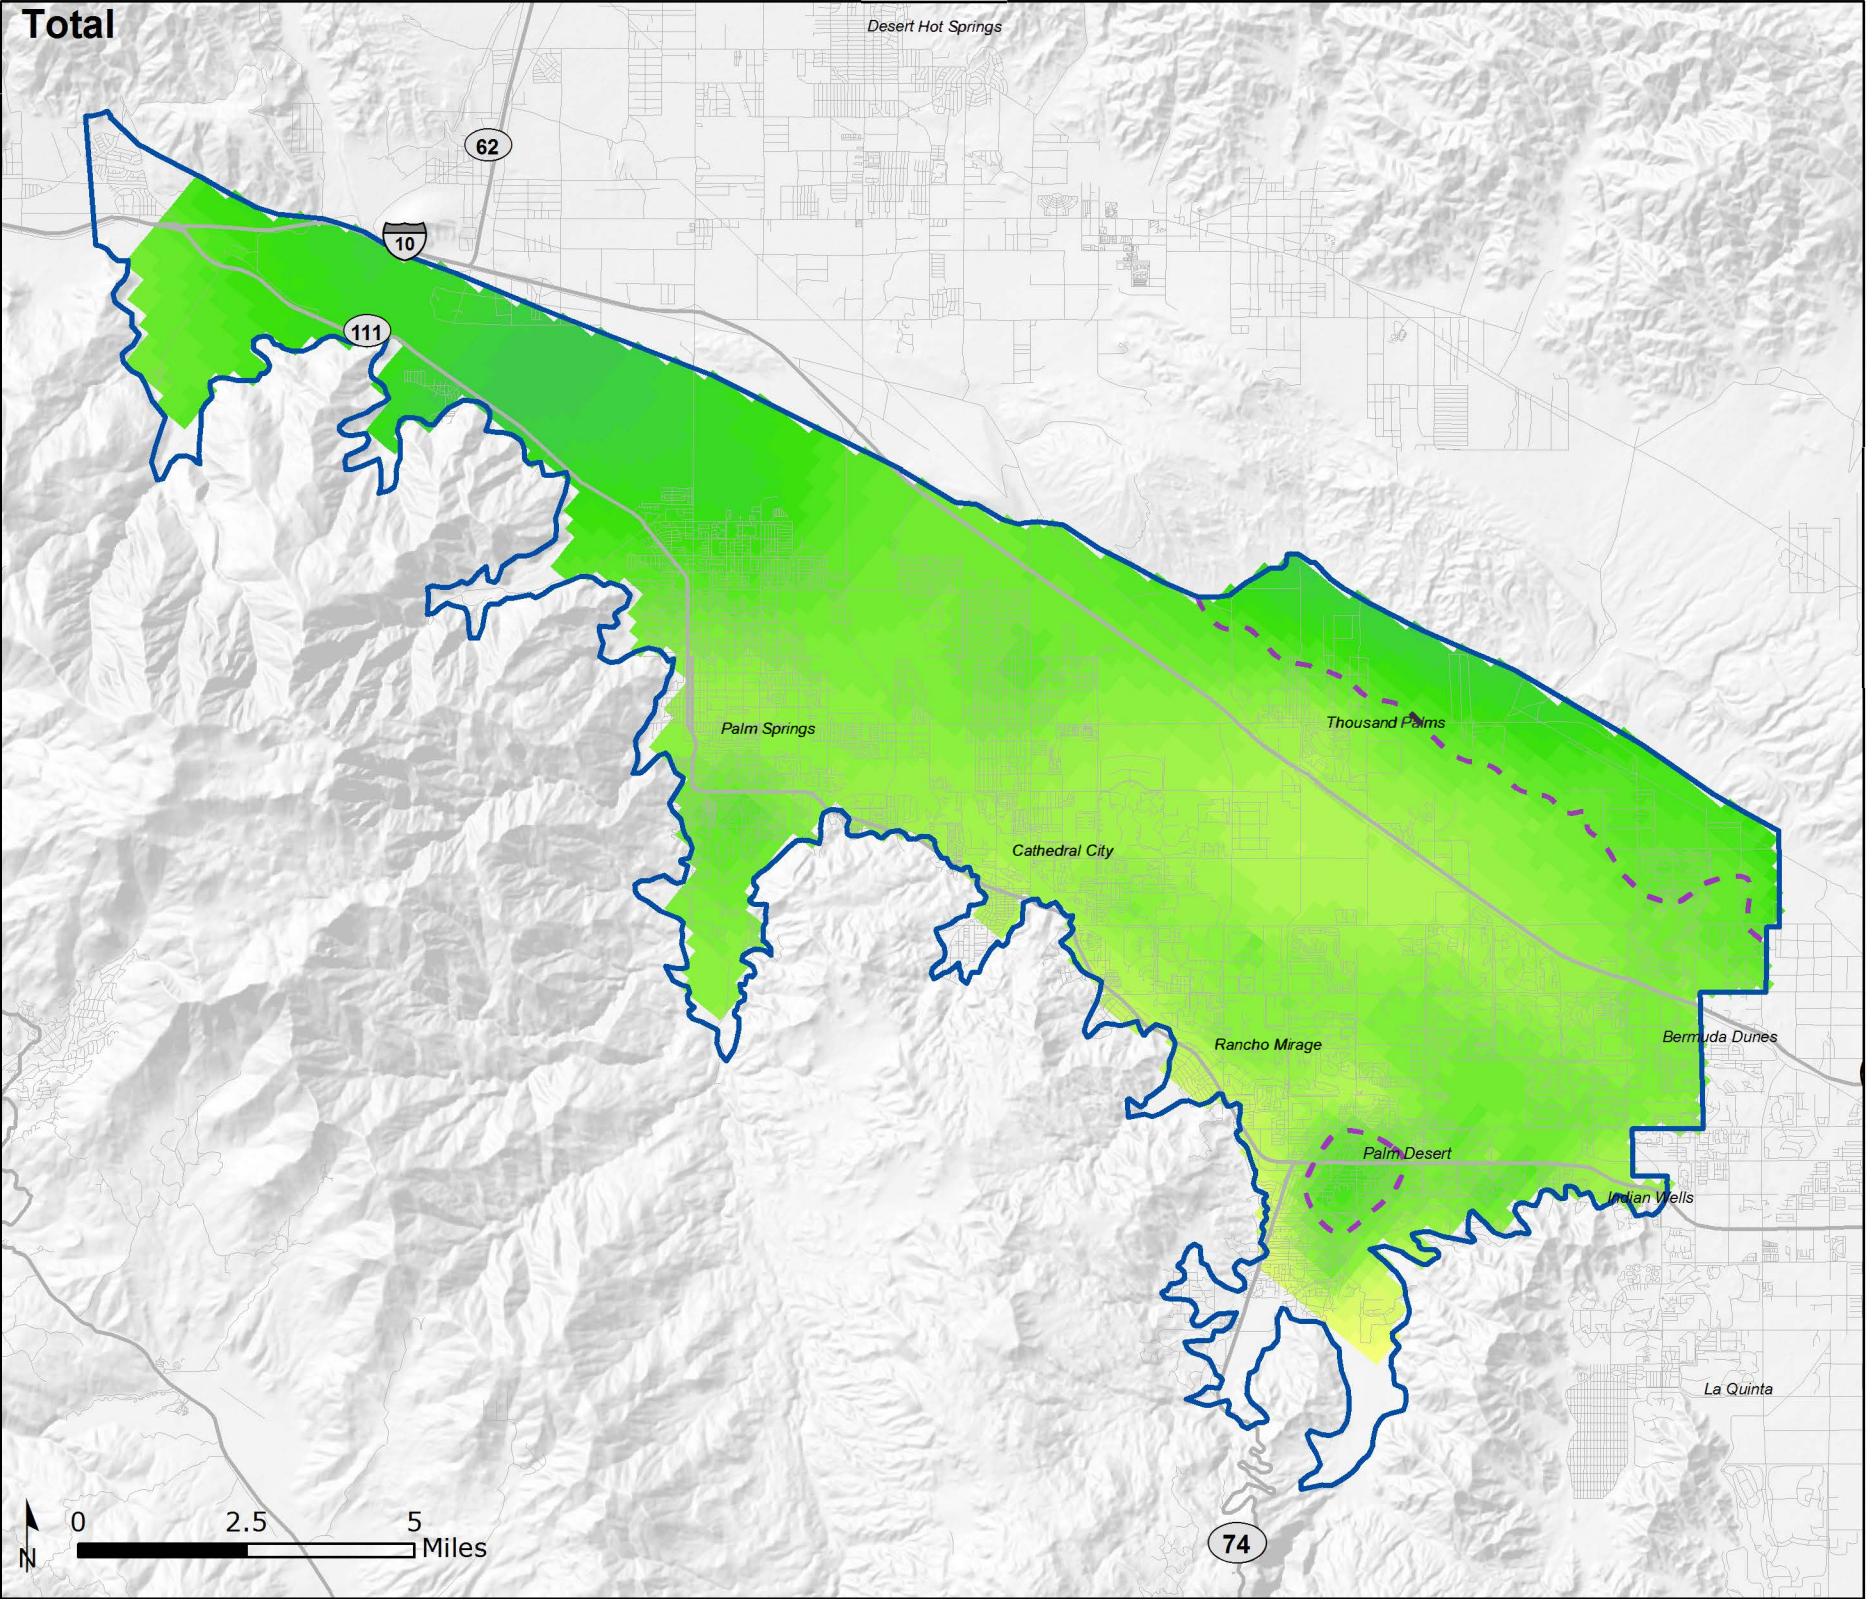 Total
Desert Hot Springs
62
10
111
Thousand Palms
Palm Springs
Cathedral City
Bermuda Dunes
Rancho Mirage
Palm Desert
Indian Wells
La Quinta
0 2.5 5
Miles
N
74